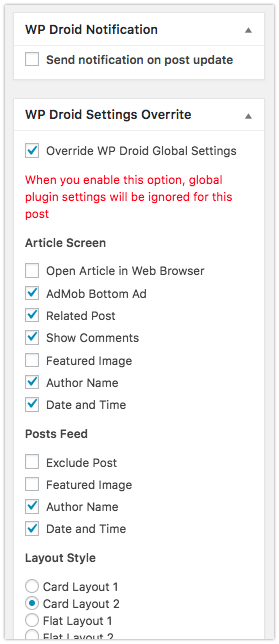 WP Droid Notification
Send notification on post update
WP Droid Settings Overrite
Override WP Droid Global Settings
When you enable this option, global
plugin settings will be ignored for this
post
Article Screen
Open Article in Web Browser
AdMob Bottom Ad
Related Post
Show Comments
Featured Image
Author Name
Date and Time
Posts Feed
Exclude Post
Featured Image
Author Name
Date and Time
Layout Style
Card Layout 1
Card Layout 2
Flat Layout 1
Flat Layout 2